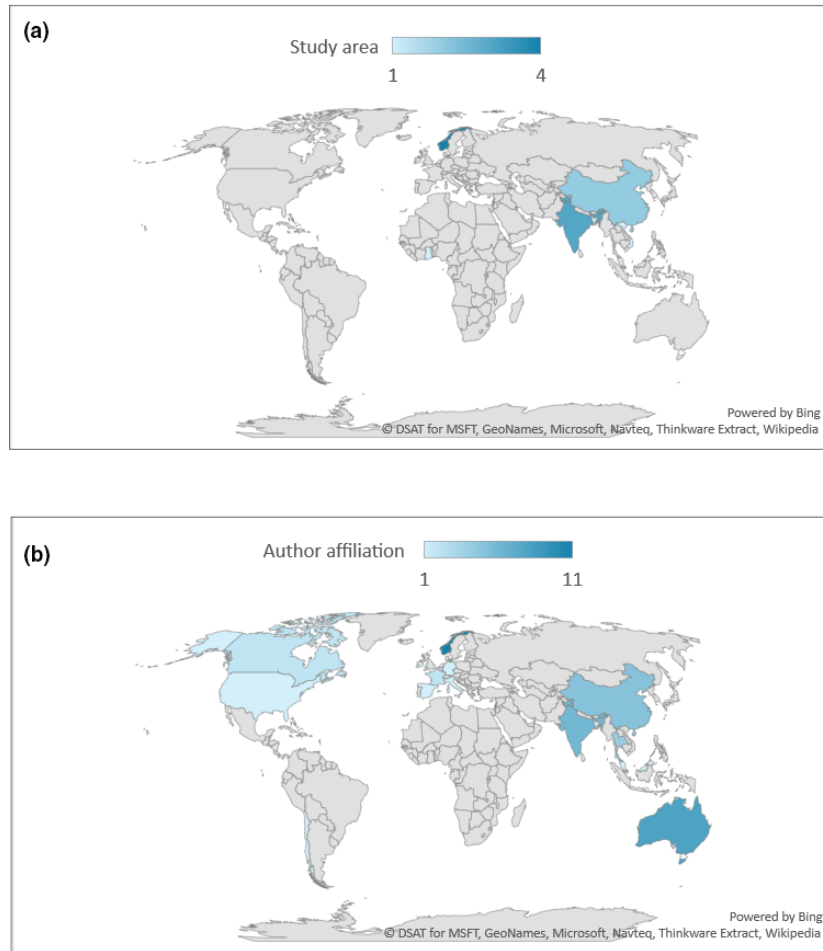 (a)
Study area
1 4
Powered by Bing
© DSAT for MSFT, GeoNames, Microsoft, Navteq, Thinkware Extract, Wikipedia
(b)
Author affiliation
1 11
Powered by Bing
© DSAT for MSFT, GeoNames, Microsoft, Navteq, Thinkware Extract, Wikipedia